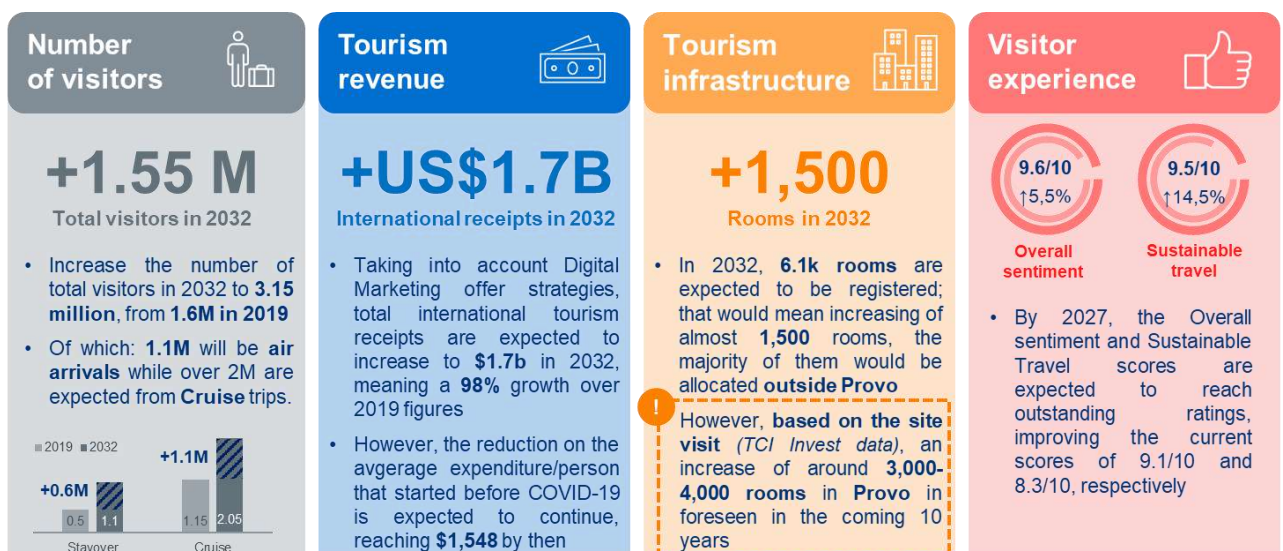 Number
of visitors
+1.55 M
Total visitors in 2032
• Increase the number of
total visitors in 2032 to 3.15
million, from 1.6M in 2019
• Of which: 1.1M will be air
arrivals while over 2M are
expected from Cruise trips.
2019 2032
+0.6M
+1.1M
0.5
1.1
1.15
2.05
Stayover
Cruise
Tourism
revenue
+US$1.7B
International receipts in 2032
• Taking into account Digital
Marketing offer strategies,
total international tourism
receipts are expected to
increase to $1.7b in 2032,
meaning a 98% growth over
2019 figures
• However, the reduction on the
avgerage expenditure/person
that started before COVID-19
is expected to continue,
reaching $1,548 by then
Tourism
infrastructure
+1,500
Rooms in 2032
• In 2032, 6.1k rooms are
expected to be registered;
that would mean increasing of
almost 1,500 rooms, the
majority of them would be
allocated outside Provo
!
However, based on the site
visit (TCI Invest data), an
increase of around 3,000-
4,000 rooms in Provo in
foreseen in the coming 10
years
Visitor
experience
9.6/10
↑5,5%
Overall
sentiment
9.5/10
↑14,5%
Sustainable
travel
• By 2027, the Overall
sentiment and Sustainable
Travel scores are
expected to reach
outstanding ratings,
improving the current
scores of 9.1/10 and
8.3/10, respectively